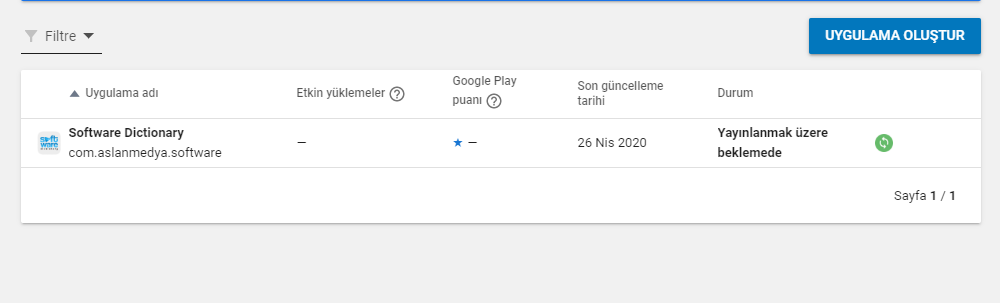 Filtre
UYGULAMA OLUŞTUR
Uygulama adı
Etkin yüklemeler ?
Google Play
puanı ?
Son güncelleme
tarihi
Durum
Software Dictionary
com.aslanmedya.software
—
★ —
26 Nis 2020
Yayınlanmak üzere
beklemede
Sayfa 1 / 1